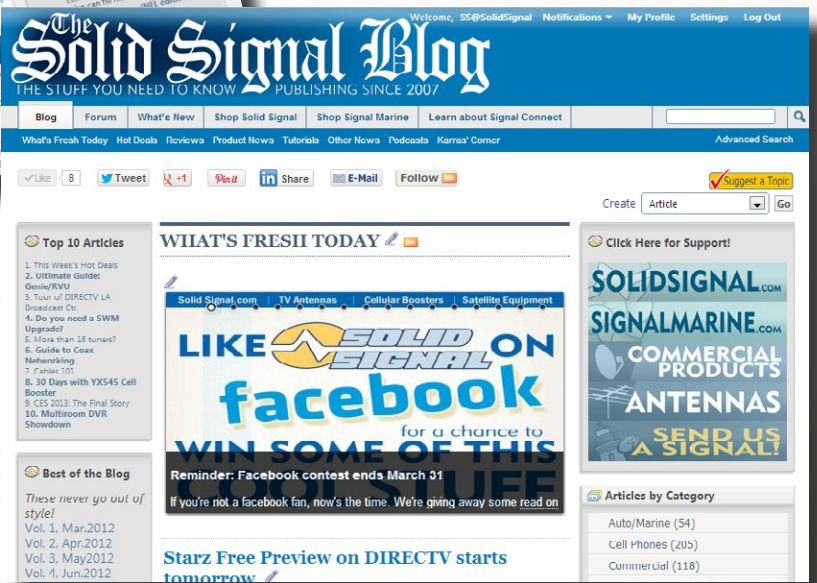 Welcome, SS@SolidSignal Notifications My Profile Settings Log Out
The
Solid Signal Blog
THE STUFF YOU NEED TO KNOW PUBLISHING SINCE 2007
Blog Forum What's New Shop Solid Signal Shop Signal Marine Learn about Signal Connect
What's Fresh Today Hot Deals Reviews Product News Tutorials Other News Podcasts Karras' Corner Advanced Search
Like 8 Tweet +1 Pin it in Share E-Mail Follow
Suggest a Topic
Create Article Go
Top 10 Articles
1. This Week's Hot Deals
2. Ultimate Guide:
Genie/RVU
3. Tour of DIRECTV LA
Broadcast Ctr.
4. Do you need a SWM
Upgrade?
5. More than 16 tuners?
6. Guide to Coax
Networking
7. Cables 101
8. 30 Days with YX545 Cell
Booster
9. CES 2013: The Final Story
10. Multiroom DVR
Showdown
Best of the Blog
These never go out of
style!
Vol. 1, Mar.2012
Vol. 2, Apr.2012
Vol. 3, May2012
Vol. 4, Jun.2012
WHAT'S FRESH TODAY
Solid Signal.com TV Antennas Cellular Boosters Satellite Equipment
LIKE SOLID SIGNAL ON
facebook
for a chance to
WIN SOME OF THIS
COOL STUFF
Reminder: Facebook contest ends March 31
If you're not a facebook fan, now's the time. We're giving away some read on
Starz Free Preview on DIRECTV starts
tomorrow
Click Here for Support!
SOLIDSIGNAL.COM
SIGNALMARINE.COM
COMMERCIAL
PRODUCTS
ANTENNAS
SEND US
A SIGNAL!
Articles by Category
Auto/Marine (54)
Cell Phones (205)
Commercial (118)